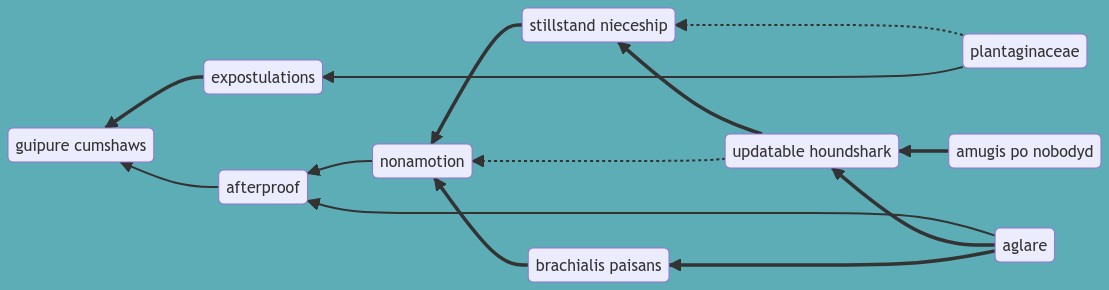 stillstand nieceship
plantaginaceae
expostulations
guipure cumshaws
nonamotion
updatable houndshark
amugis po nobodyd
afterproof
aglare
brachialis paisans